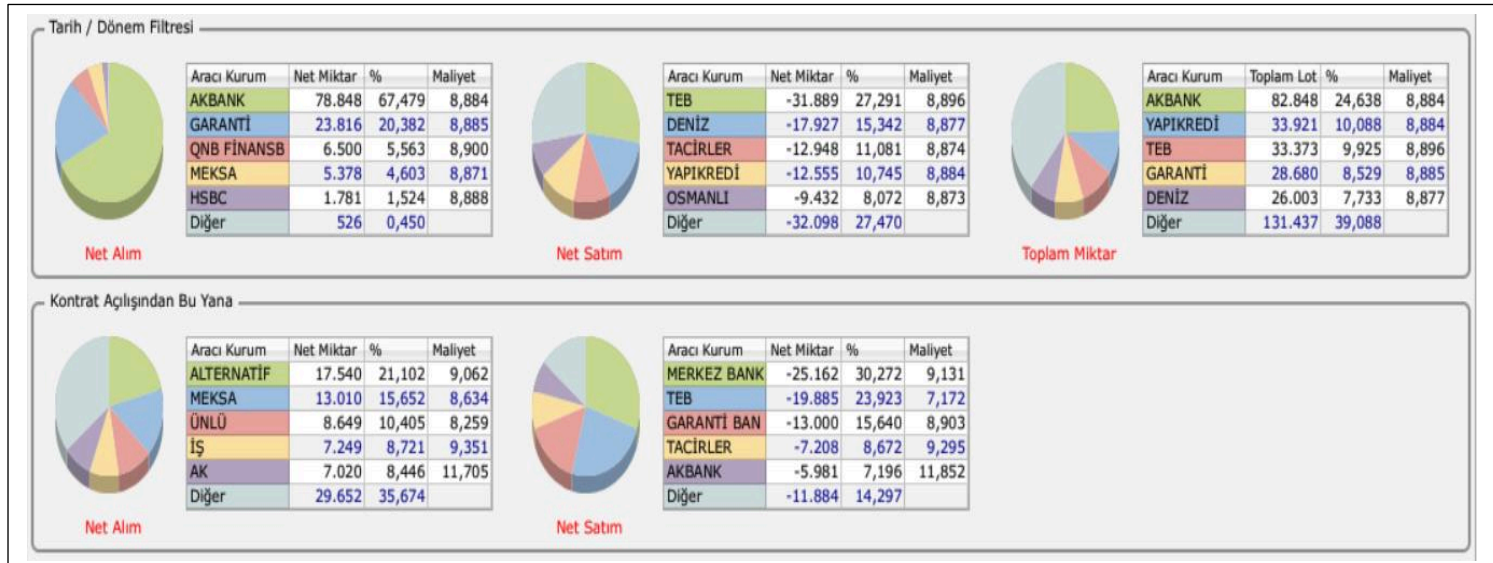 Tarih / Dönem Filtresi
Aracı Kurum Net Miktar % Maliyet
AKBANK 78.848 67,479 8,884
GARANTİ 23.816 20,382 8,885
QNB FİNANSB 6.500 5,563 8,900
MEKSA 5.378 4,603 8,871
HSBC 1.781 1,524 8,888
Diğer 526 0,450
Net Alım
Aracı Kurum Net Miktar % Maliyet
TEB -31.889 27,291 8,896
DENİZ -17.927 15,342 8,877
TACİRLER -12.948 11,081 8,874
YAPIKREDİ -12.555 10,745 8,884
OSMANLI -9.432 8,072 8,873
Diğer -32.098 27,470
Net Satım
Aracı Kurum Toplam Lot % Maliyet
AKBANK 82.848 24,638 8,884
YAPIKREDİ 33.921 10,088 8,884
TEB 33.373 9,925 8,896
GARANTİ 28.680 8,529 8,885
DENİZ 26.003 7,733 8,877
Diğer 131.437 39,088
Toplam Miktar
Kontrat Açılışından Bu Yana
Aracı Kurum Net Miktar % Maliyet
ALTERNATİF 17.540 21,102 9,062
MEKSA 13.010 15,652 8,634
ÜNLÜ 8.649 10,405 8,259
İŞ 7.249 8,721 9,351
AK 7.020 8,446 11,705
Diğer 29.652 35,674
Net Alım
Aracı Kurum Net Miktar % Maliyet
MERKEZ BANK -25.162 30,272 9,131
TEB -19.885 23,923 7,172
GARANTİ BAN -13.000 15,640 8,903
TACİRLER -7.208 8,672 9,295
AKBANK -5.981 7,196 11,852
Diğer -11.884 14,297
Net Satım